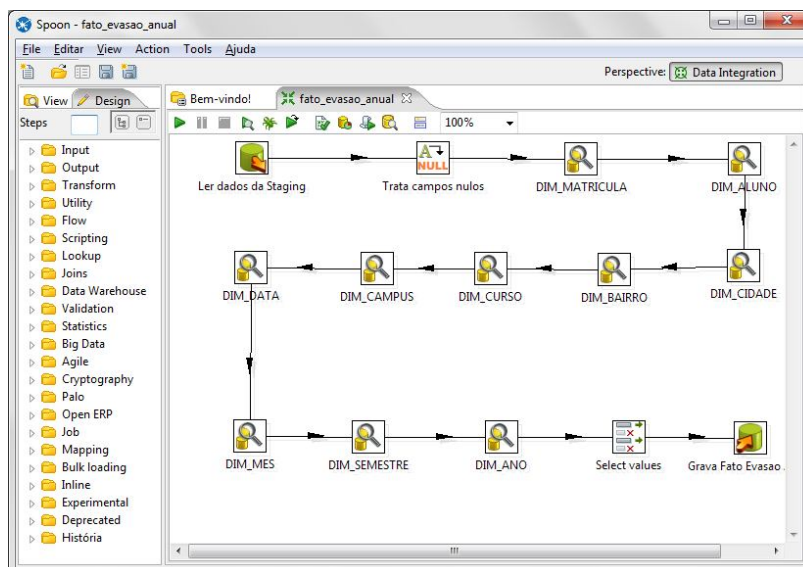 Spoon - fato_evasao_anual
File Editar View Action Tools Ajuda
Perspective: Data Integration
View Design
Bem-vindo! fato_evasao_anual
Steps
100%
Input
Output
Transform
Utility
Flow
Scripting
Lookup
Joins
Data Warehouse
Validation
Statistics
Big Data
Agile
Cryptography
Palo
Open ERP
Job
Mapping
Bulk loading
Inline
Experimental
Deprecated
História
A
NULL
Ler dados da Staging Trata campos nulos DIM_MATRICULA DIM_ALUNO
DIM_DATA DIM_CAMPUS DIM_CURSO DIM_BAIRRO DIM_CIDADE
DIM_MES DIM_SEMESTRE DIM_ANO Select values Grava Fato Evasao .